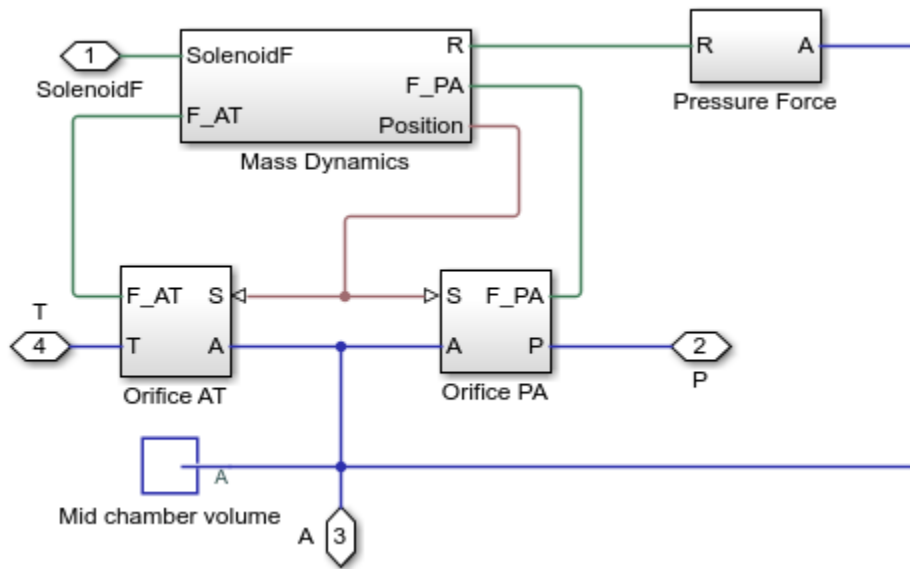 1
SolenoidF
SolenoidF
F_AT
R
F_PA
Position
Mass Dynamics
R
A
Pressure Force
T
4
F_AT
S
T
A
Orifice AT
S
F_PA
A
P
Orifice PA
2
P
A
Mid chamber volume
A
3